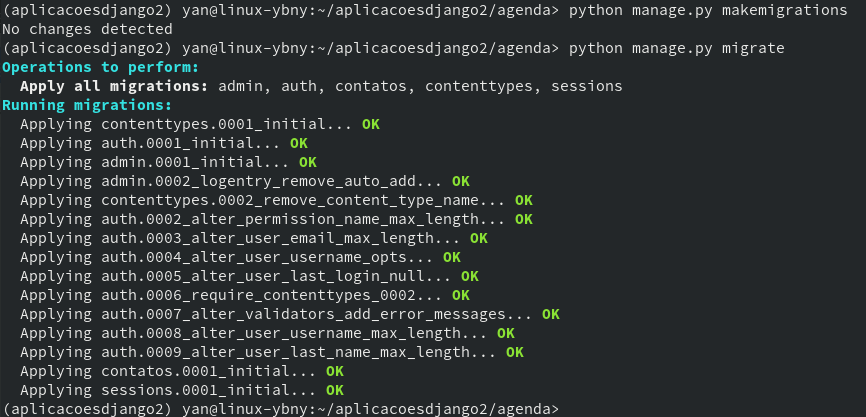 (aplicacoesdjango2) yan@linux-ybny:~/aplicacoesdjango2/agenda> python manage.py makemigrations
No changes detected
(aplicacoesdjango2) yan@linux-ybny:~/aplicacoesdjango2/agenda> python manage.py migrate
Operations to perform:
  Apply all migrations: admin, auth, contatos, contenttypes, sessions
Running migrations:
  Applying contenttypes.0001_initial... OK
  Applying auth.0001_initial... OK
  Applying admin.0001_initial... OK
  Applying admin.0002_logentry_remove_auto_add... OK
  Applying contenttypes.0002_remove_content_type_name... OK
  Applying auth.0002_alter_permission_name_max_length... OK
  Applying auth.0003_alter_user_email_max_length... OK
  Applying auth.0004_alter_user_username_opts... OK
  Applying auth.0005_alter_user_last_login_null... OK
  Applying auth.0006_require_contenttypes_0002... OK
  Applying auth.0007_alter_validators_add_error_messages... OK
  Applying auth.0008_alter_user_username_max_length... OK
  Applying auth.0009_alter_user_last_name_max_length... OK
  Applying contatos.0001_initial... OK
  Applying sessions.0001_initial... OK
(aplicacoesdjango2) yan@linux-ybny:~/aplicacoesdjango2/agenda>